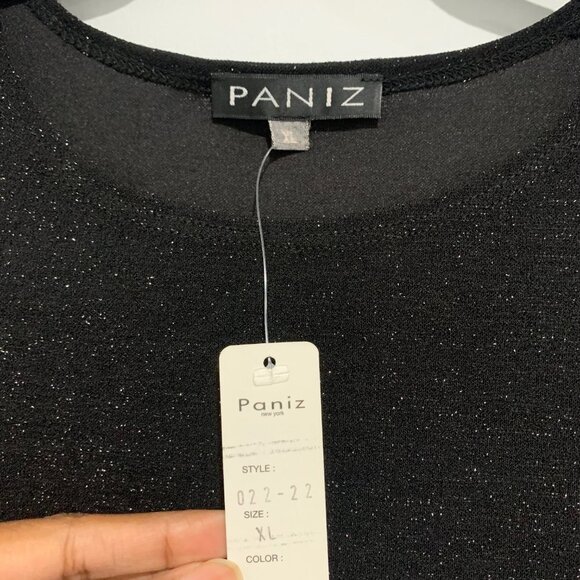 PANIZ
XL
Paniz
new york
STYLE :
022-22
SIZE :
XL
COLOR :